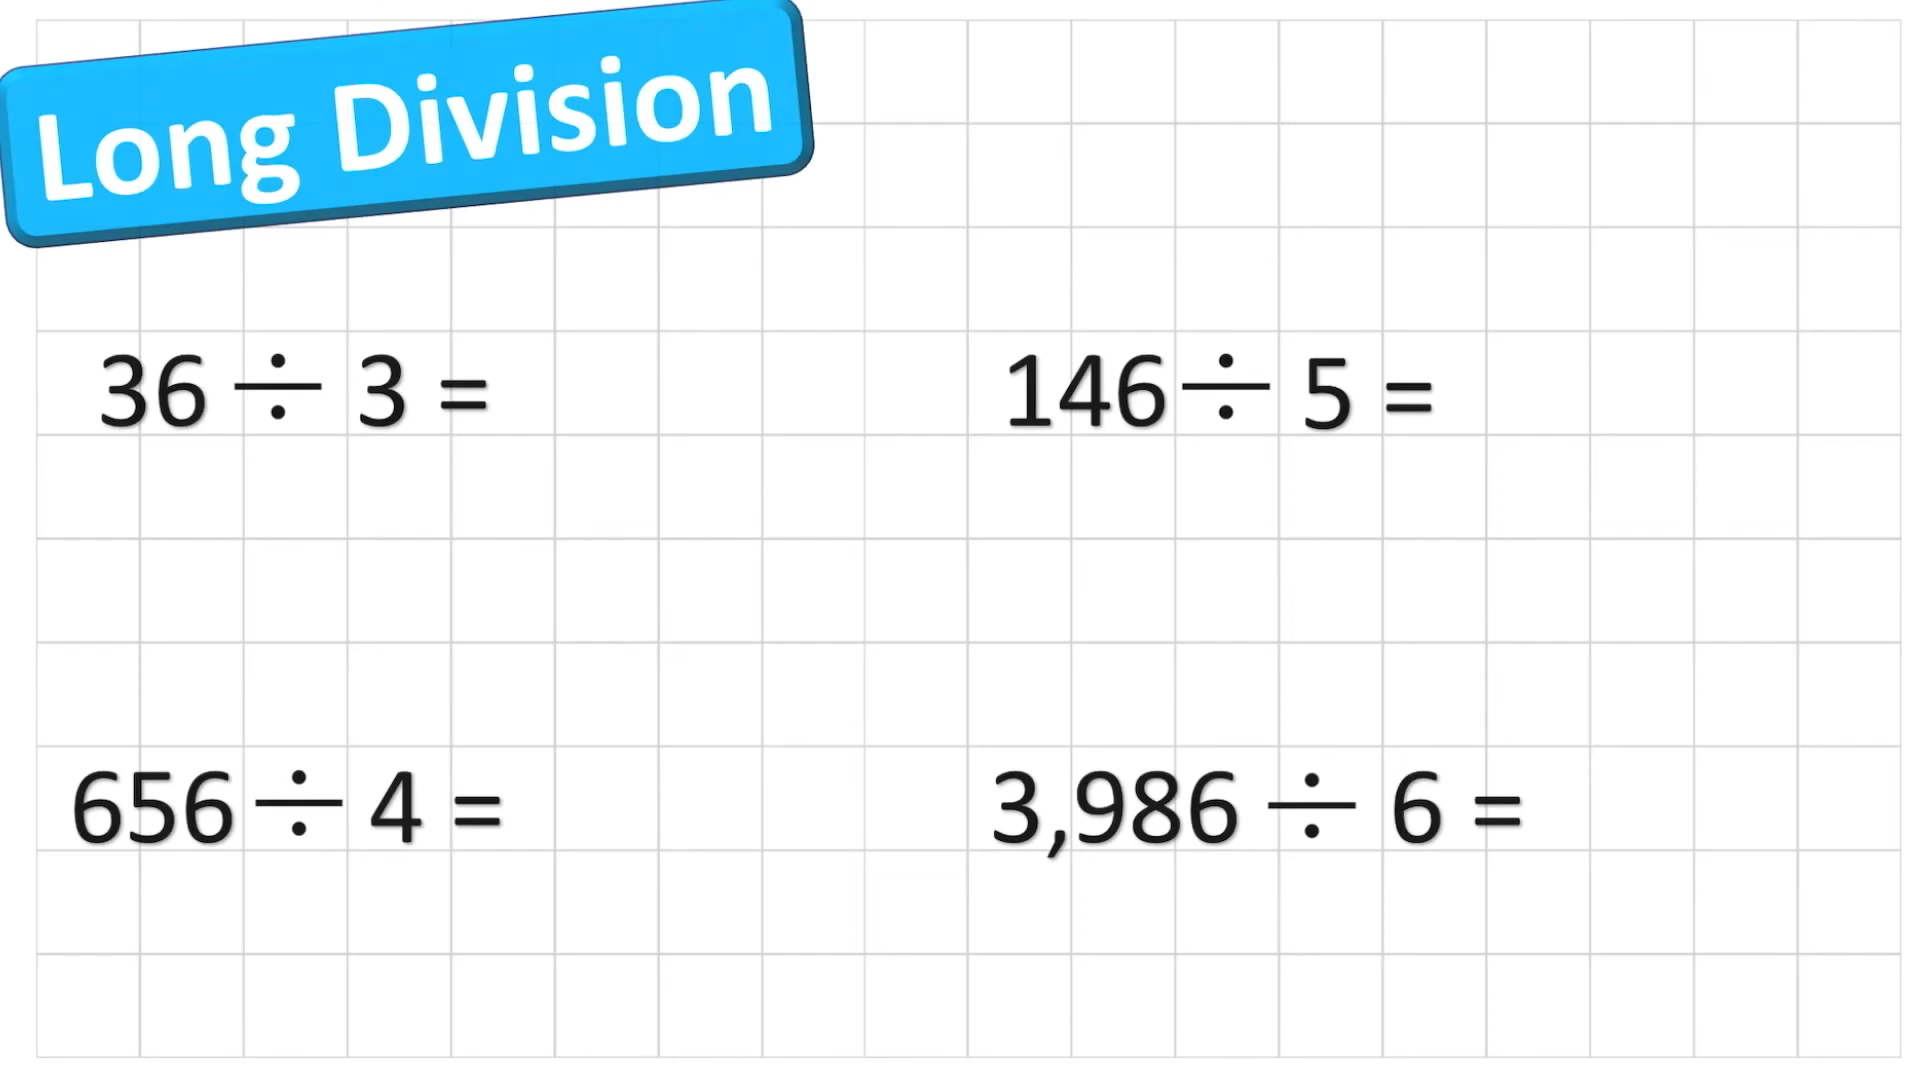 Long Division
36 ÷ 3 =
146 ÷ 5 =
656 ÷ 4 =
3,986 ÷ 6 =